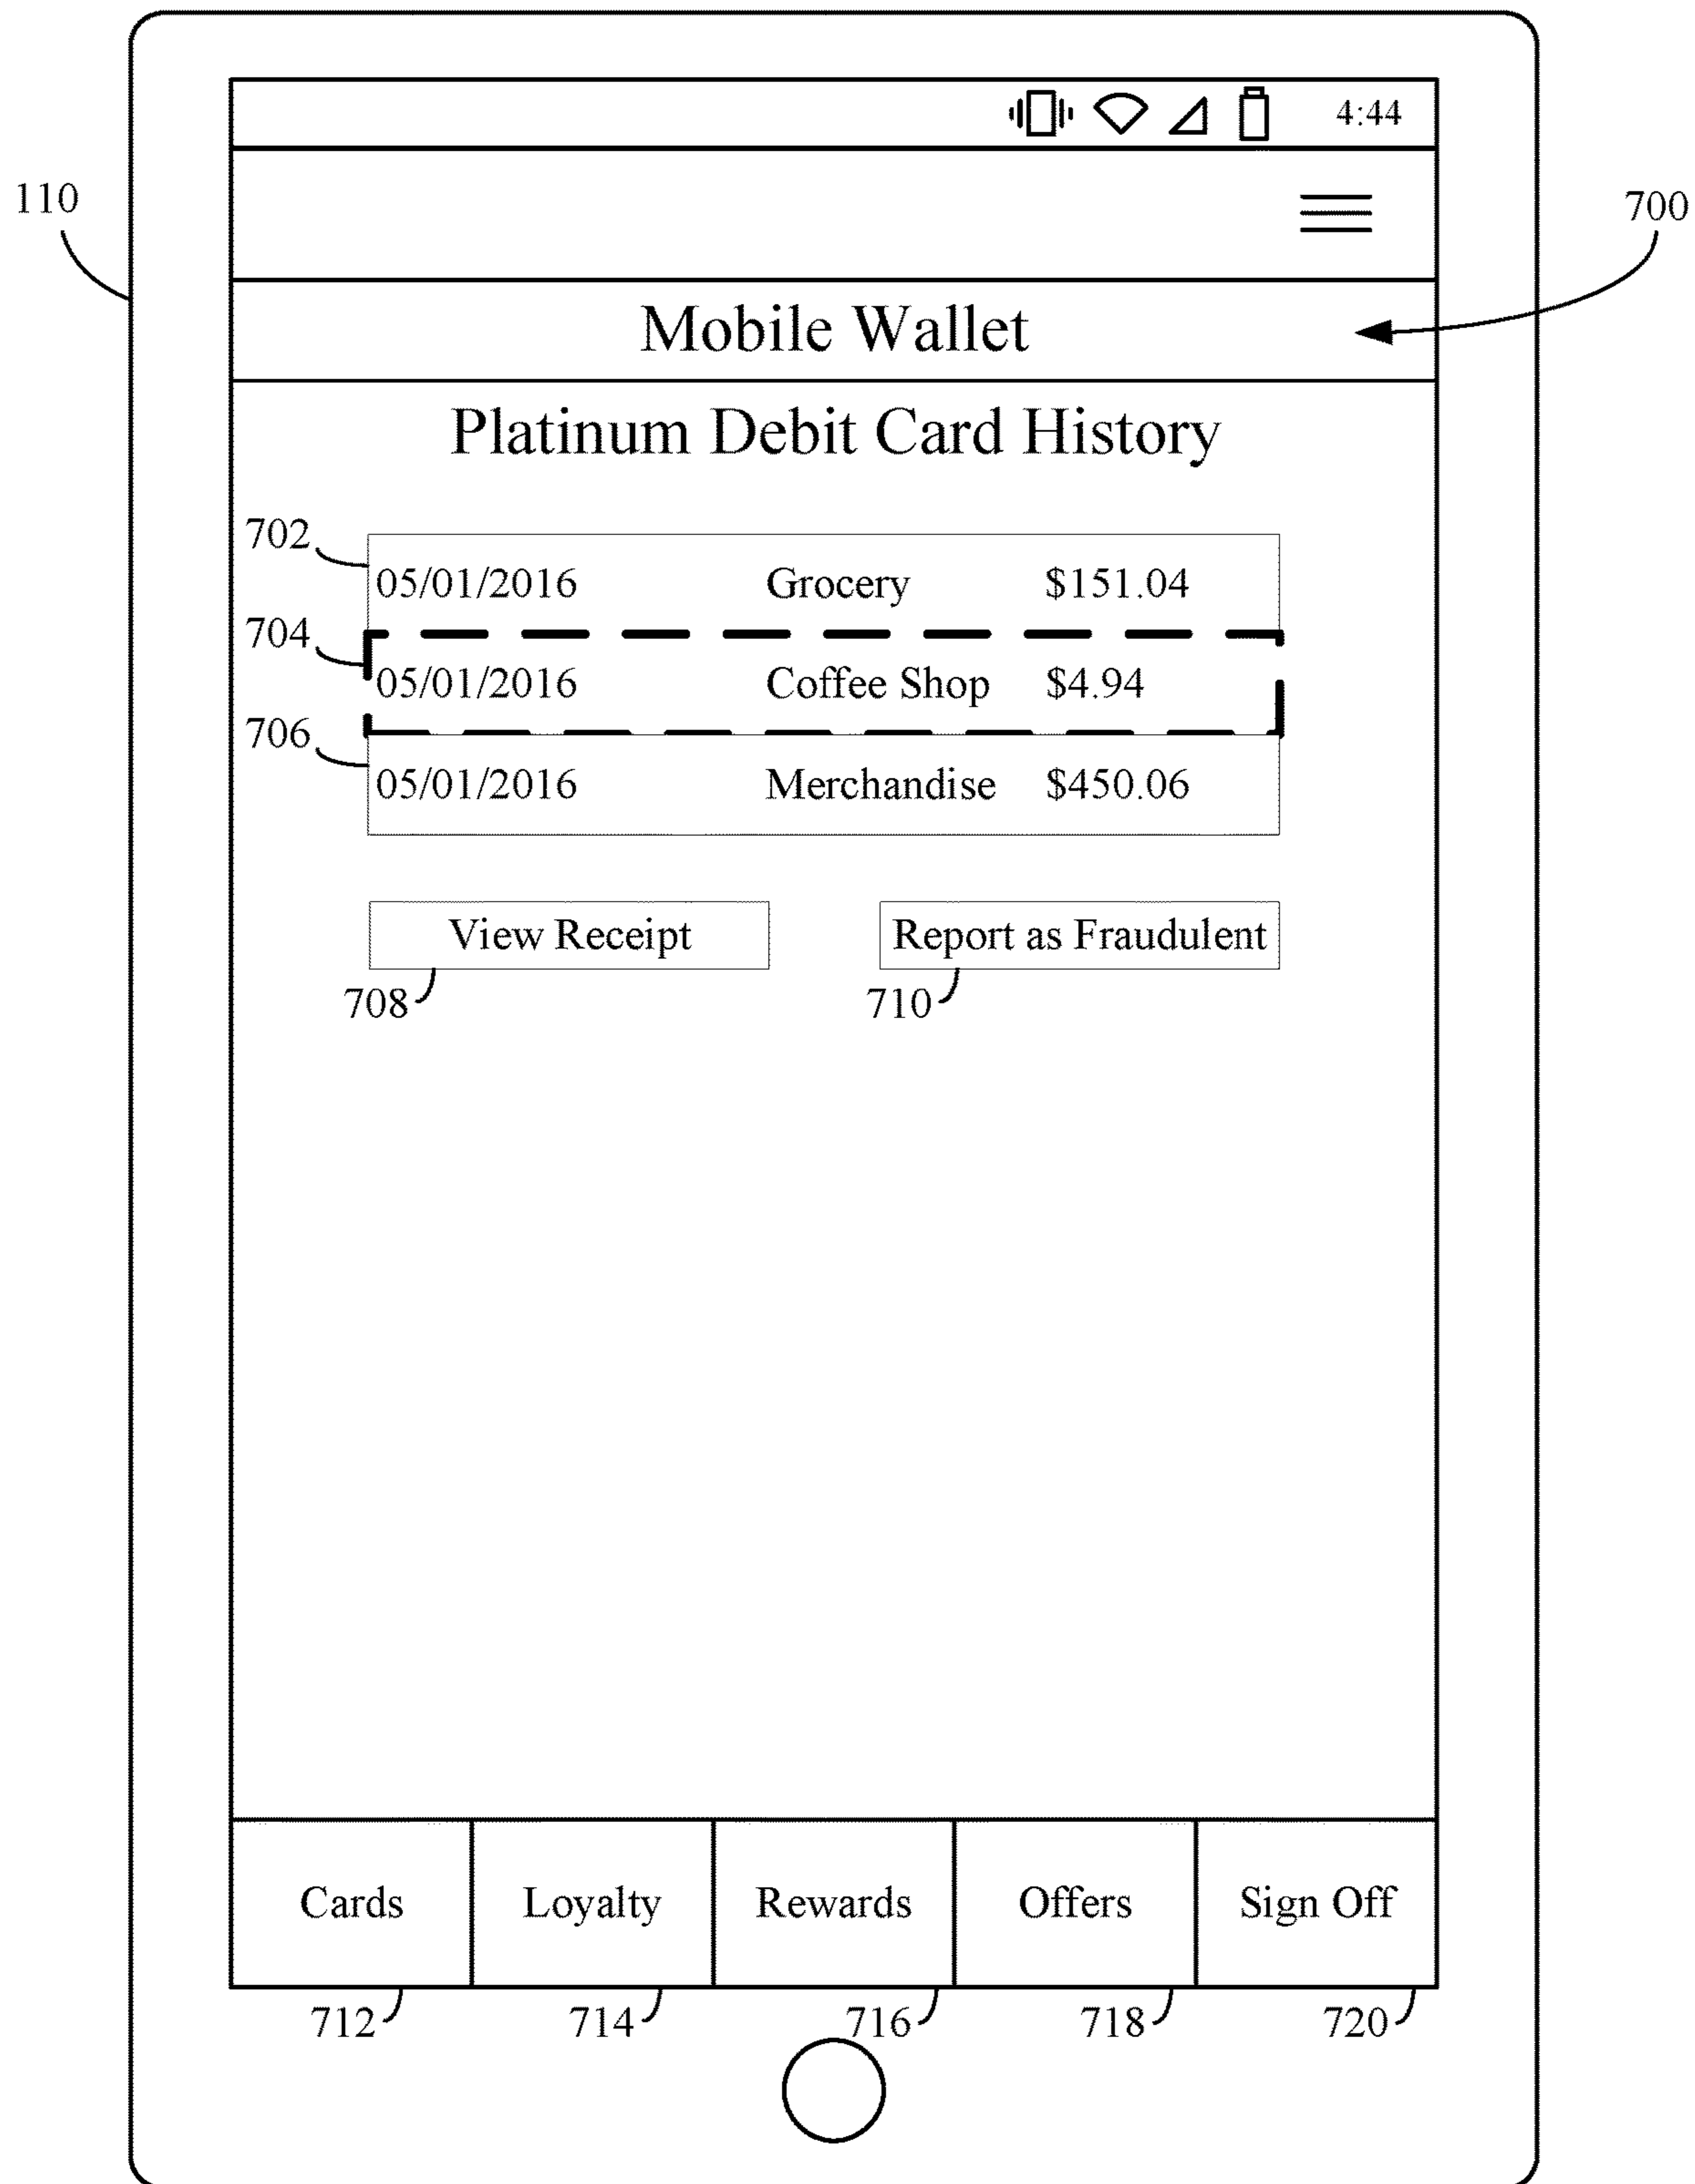 4:44
110
700
Mobile Wallet
Platinum Debit Card History
702
05/01/2016 Grocery $151.04
704
05/01/2016 Coffee Shop $4.94
706
05/01/2016 Merchandise $450.06
View Receipt Report as Fraudulent
708 710
Cards Loyalty Rewards Offers Sign Off
712 714 716 718 720